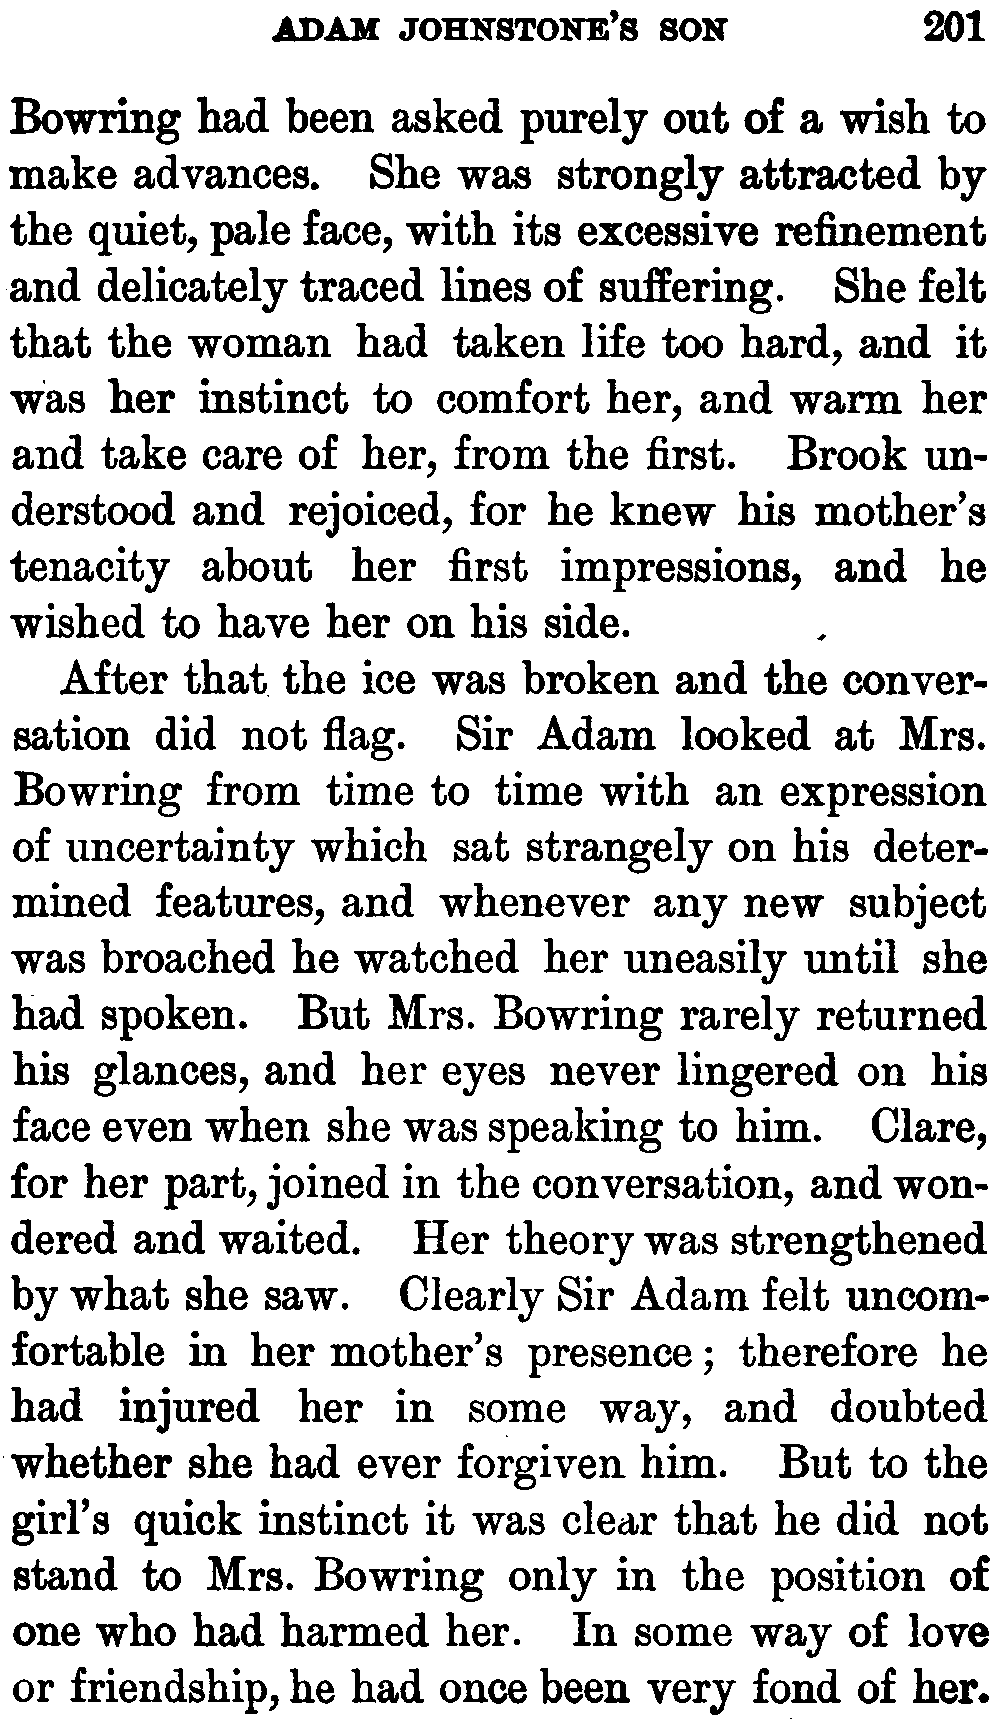 ADAM JOHNSTONE'S SON 201
Bowring had been asked purely out of a wish to
make advances. She was strongly attracted by
the quiet, pale face, with its excessive refinement
and delicately traced lines of suffering. She felt
that the woman had taken life too hard, and it
was her instinct to comfort her, and warm her
and take care of her, from the first. Brook un-
derstood and rejoiced, for he knew his mother's
tenacity about her first impressions, and he
wished to have her on his side.
After that the ice was broken and the conver-
sation did not flag. Sir Adam looked at Mrs.
Bowring from time to time with an expression
of uncertainty which sat strangely on his deter-
mined features, and whenever any new subject
was broached he watched her uneasily until she
had spoken. But Mrs. Bowring rarely returned
his glances, and her eyes never lingered on his
face even when she was speaking to him. Clare,
for her part, joined in the conversation, and won-
dered and waited. Her theory was strengthened
by what she saw. Clearly Sir Adam felt uncom-
fortable in her mother's presence; therefore he
had injured her in some way, and doubted
whether she had ever forgiven him. But to the
girl's quick instinct it was clear that he did not
stand to Mrs. Bowring only in the position of
one who had harmed her. In some way of love
or friendship, he had once been very fond of her.